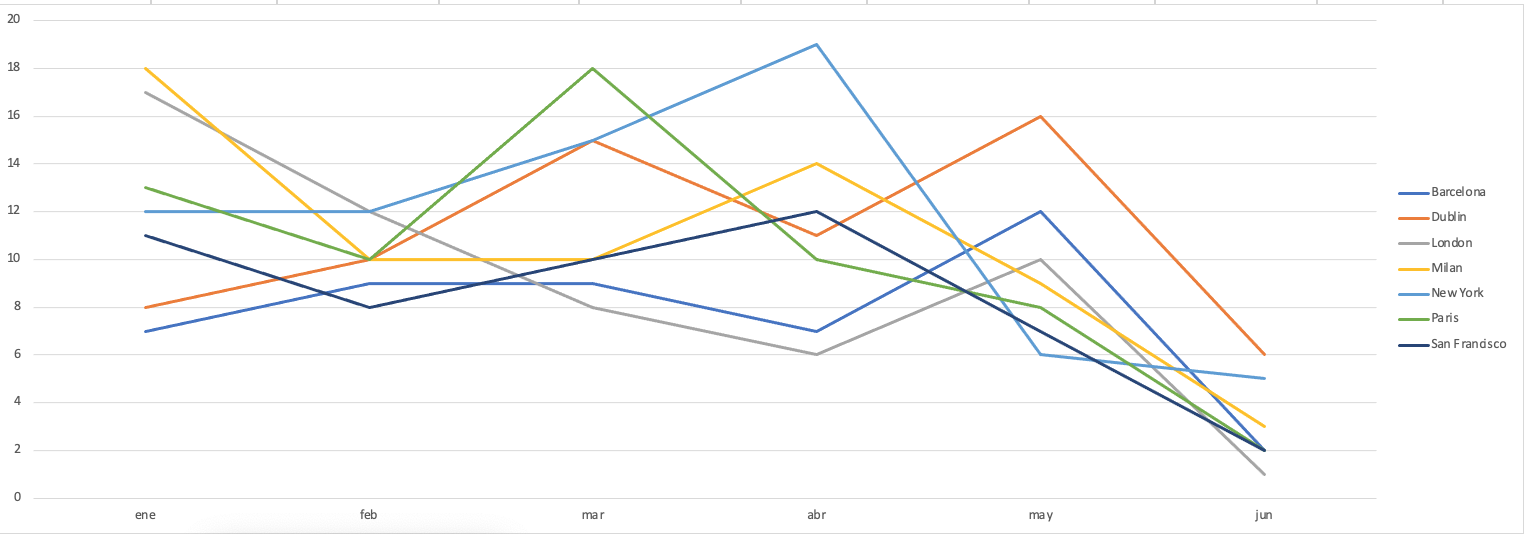 20
18
16
14
12
10
8
6
4
2
0
ene feb mar abr may jun
Barcelona
Dublin
London
Milan
New York
Paris
San Francisco